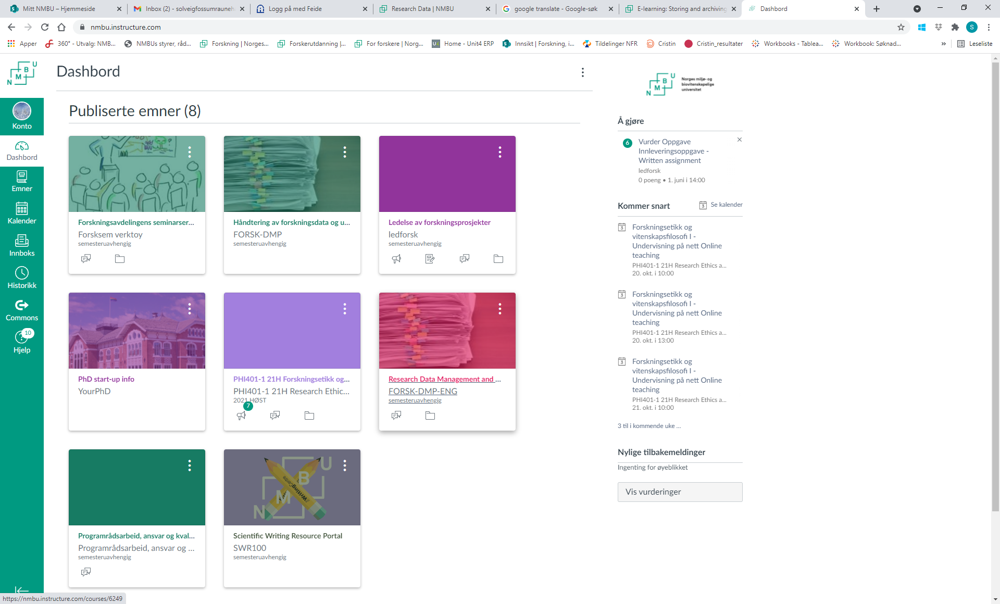 Mitt NMBU – Hjemmeside
Inbox (2) - solveigfossumraune
Logg på med Feide
Research Data | NMBU
google translate - Google-søk
E-learning: Storing and archiving
Dashbord
nmbu.instructure.com
S
Apper
360° - Utvalg: NMB...
NMBUs styrer, råd...
Forskning | Norges...
Forskerutdanning |...
For forskere | Norg...
Home - Unit4 ERP
Innsikt | Forskning, i...
Tildelinger NFR
Cristin
Cristin_resultater
Workbooks - Tablea...
Workbook: Søknad...
»
Leseliste
N M B U
Konto
Dashbord
Emner
Kalender
Innboks
Historikk
Commons
10
Hjelp
Dashbord
Publiserte emner (8)
Forskningsavdelingens seminarser...
Forsksem verktoy
semesteruavhengig
Håndtering av forskningsdata og u...
FORSK-DMP
semesteruavhengig
Ledelse av forskningsprosjekter
ledforsk
semesteruavhengig
PhD start-up info
YourPhD
PHI401-1 21H Forskningsetikk og...
PHI401-1 21H Research Ethic...
2021 HØST
7
Research Data Management and ...
FORSK-DMP-ENG
semesteruavhengig
Programrådsarbeid, ansvar og kval...
Programrådsarbeid, ansvar og ...
semesteruavhengig
N M B U
Writing Centre
Scientific Writing Resource Portal
SWR100
semesteruavhengig
N M B U
Norges miljø- og
biovitenskapelige
universitet
Å gjøre
6
Vurder Oppgave
Innleveringsoppgave -
Written assignment
ledforsk
0 poeng • 1. juni i 14:00
Kommer snart
3 Se kalender
3
Forskningsetikk og
vitenskapsfilosofi I -
Undervisning på nett Online
teaching
PHI401-1 21H Research Ethics a...
20. okt. i 10:00
3
Forskningsetikk og
vitenskapsfilosofi I -
Undervisning på nett Online
teaching
PHI401-1 21H Research Ethics a...
20. okt. i 13:00
3
Forskningsetikk og
vitenskapsfilosofi I -
Undervisning på nett Online
teaching
PHI401-1 21H Research Ethics a...
21. okt. i 10:00
3 til i kommende uke ...
Nylige tilbakemeldinger
Ingenting for øyeblikket
Vis vurderinger
https://nmbu.instructure.com/courses/6249